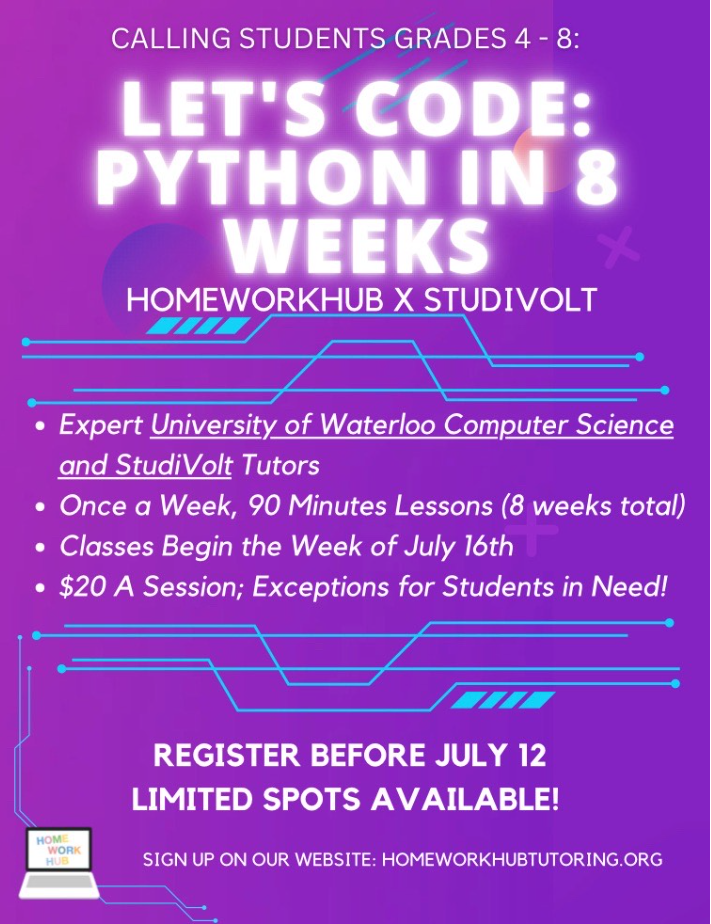 CALLING STUDENTS GRADES 4 - 8:
LET'S CODE:
PYTHON IN 8
WEEKS
HOMEWORKHUB X STUDIVOLT
• Expert University of Waterloo Computer Science
and StudiVolt Tutors
• Once a Week, 90 Minutes Lessons (8 weeks total)
• Classes Begin the Week of July 16th
• $20 A Session; Exceptions for Students in Need!
REGISTER BEFORE JULY 12
LIMITED SPOTS AVAILABLE!
HOME
WORK
HUB
SIGN UP ON OUR WEBSITE: HOMEWORKHUBTUTORING.ORG